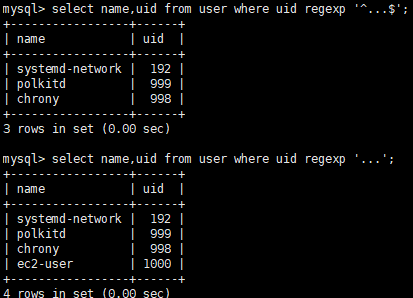 mysql> select name,uid from user where uid regexp '^...$';
+-----------------+------+
| name            | uid  |
+-----------------+------+
| systemd-network |  192 |
| polkitd         |  999 |
| chrony          |  998 |
+-----------------+------+
3 rows in set (0.00 sec)

mysql> select name,uid from user where uid regexp '...';
+-----------------+------+
| name            | uid  |
+-----------------+------+
| systemd-network |  192 |
| polkitd         |  999 |
| chrony          |  998 |
| ec2-user        | 1000 |
+-----------------+------+
4 rows in set (0.00 sec)